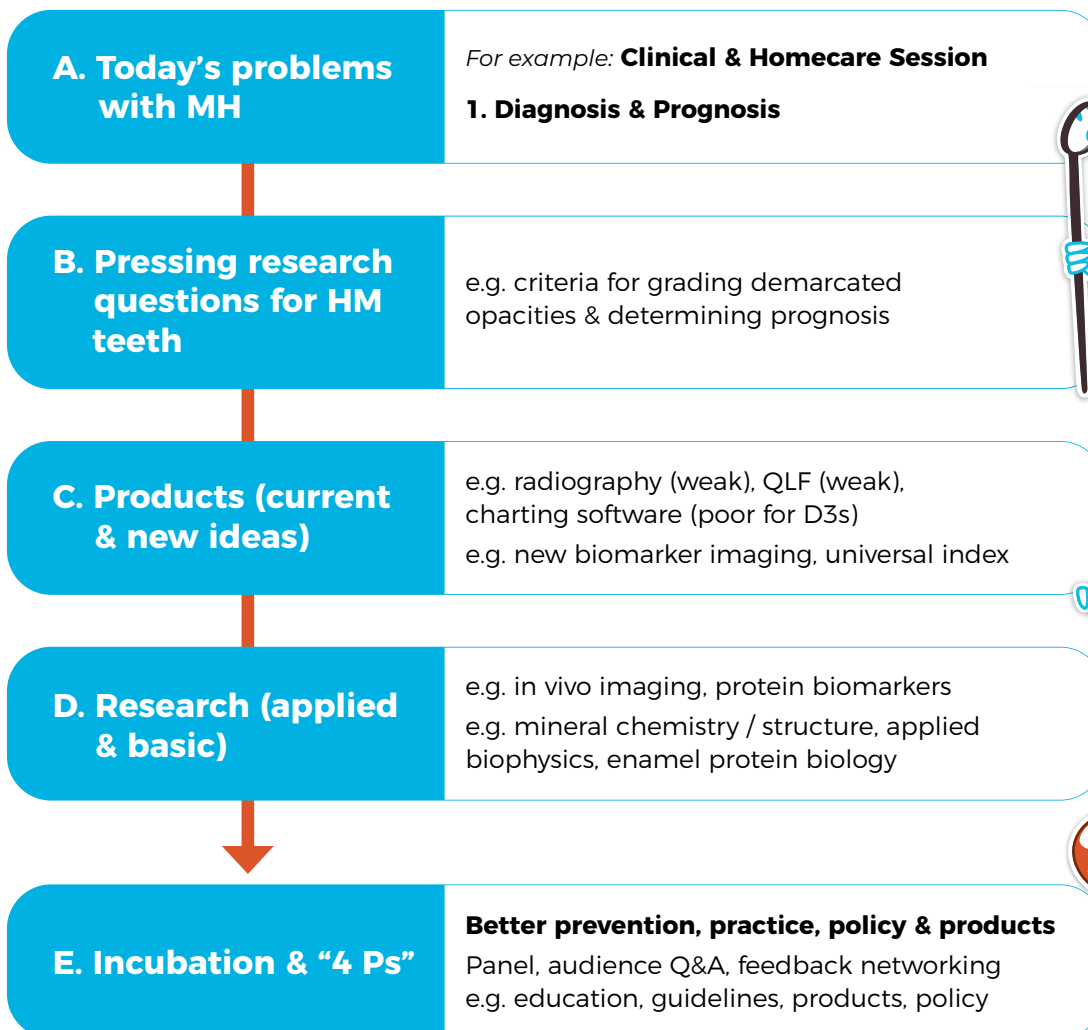 A. Today’s problems
with MH
For example: Clinical & Homecare Session
1. Diagnosis & Prognosis
B. Pressing research
questions for HM
teeth
e.g. criteria for grading demarcated
opacities & determining prognosis
C. Products (current
& new ideas)
e.g. radiography (weak), QLF (weak),
charting software (poor for D3s)
e.g. new biomarker imaging, universal index
D. Research (applied
& basic)
e.g. in vivo imaging, protein biomarkers
e.g. mineral chemistry / structure, applied
biophysics, enamel protein biology
E. Incubation & “4 Ps”
Better prevention, practice, policy & products
Panel, audience Q&A, feedback networking
e.g. education, guidelines, products, policy